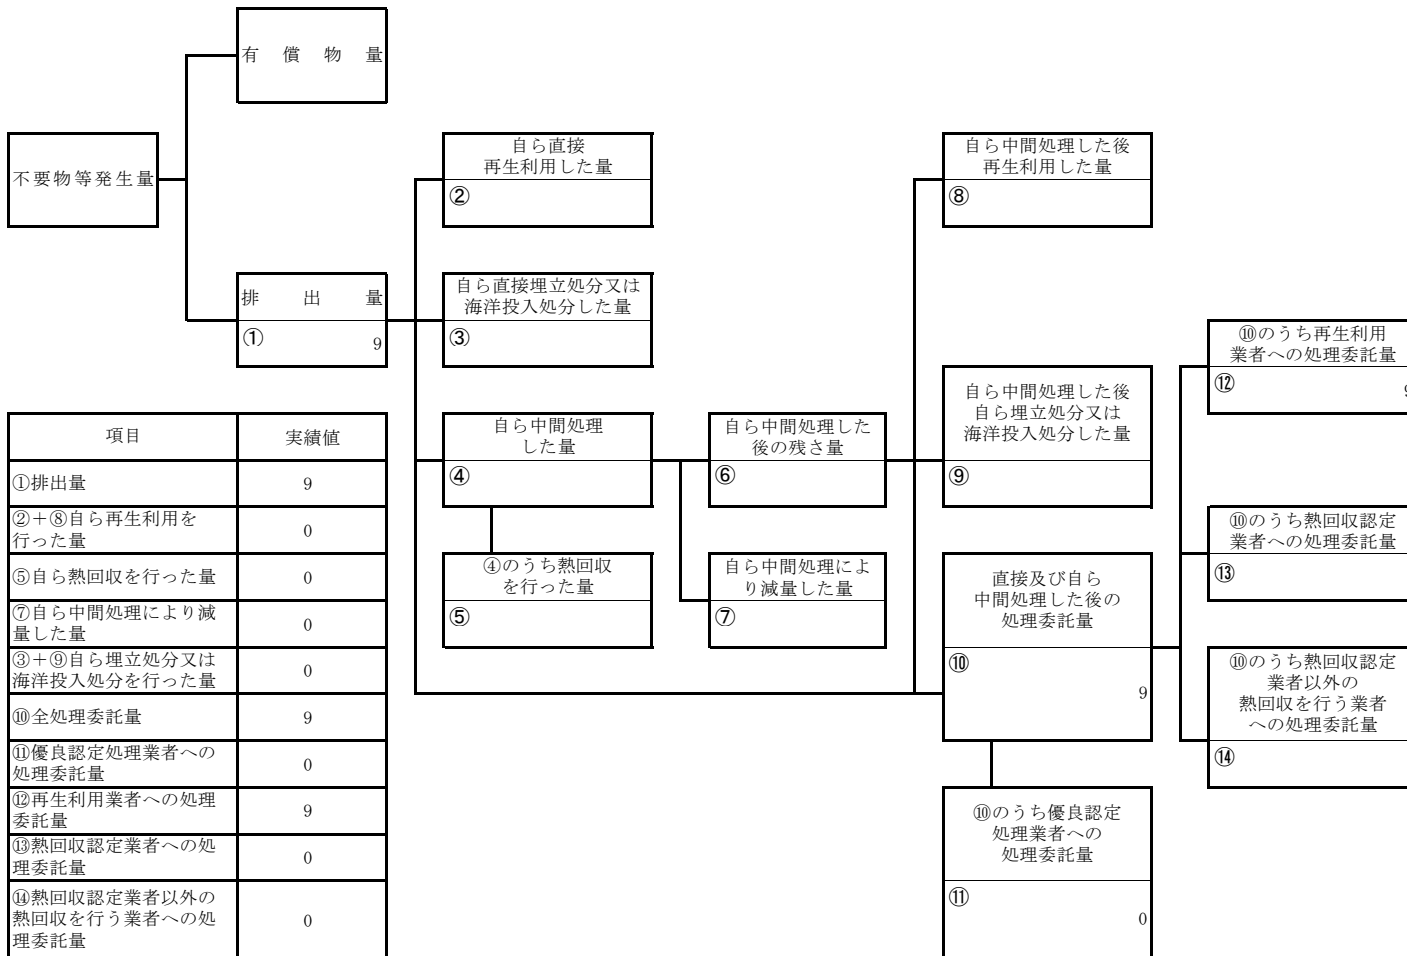 有償物量
不要物等発生量
排出量
①
9
自ら直接
再生利用した量
②
自ら直接埋立処分又は
海洋投入処分した量
③
自ら中間処理
した量
④
④のうち熱回収
を行った量
⑤
自ら中間処理した
後の残さ量
⑥
自ら中間処理によ
り減量した量
⑦
自ら中間処理した後
再生利用した量
⑧
自ら中間処理した後
自ら埋立処分又は
海洋投入処分した量
⑨
直接及び自ら
中間処理した後の
処理委託量
⑩
9
⑩のうち優良認定
処理業者への
処理委託量
⑪
0
⑩のうち再生利用
業者への処理委託量
⑫
9
⑩のうち熱回収認定
業者への処理委託量
⑬
⑩のうち熱回収認定
業者以外の
熱回収を行う業者
への処理委託量
⑭
項目 実績値
①排出量 9
②+⑧自ら再生利用を
行った量 0
⑤自ら熱回収を行った量 0
⑦自ら中間処理により減
量した量 0
③+⑨自ら埋立処分又は
海洋投入処分を行った量 0
⑩全処理委託量 9
⑪優良認定処理業者への
処理委託量 0
⑫再生利用業者への処理
委託量 9
⑬熱回収認定業者への処
理委託量 0
⑭熱回収認定業者以外の
熱回収を行う業者への処
理委託量 0